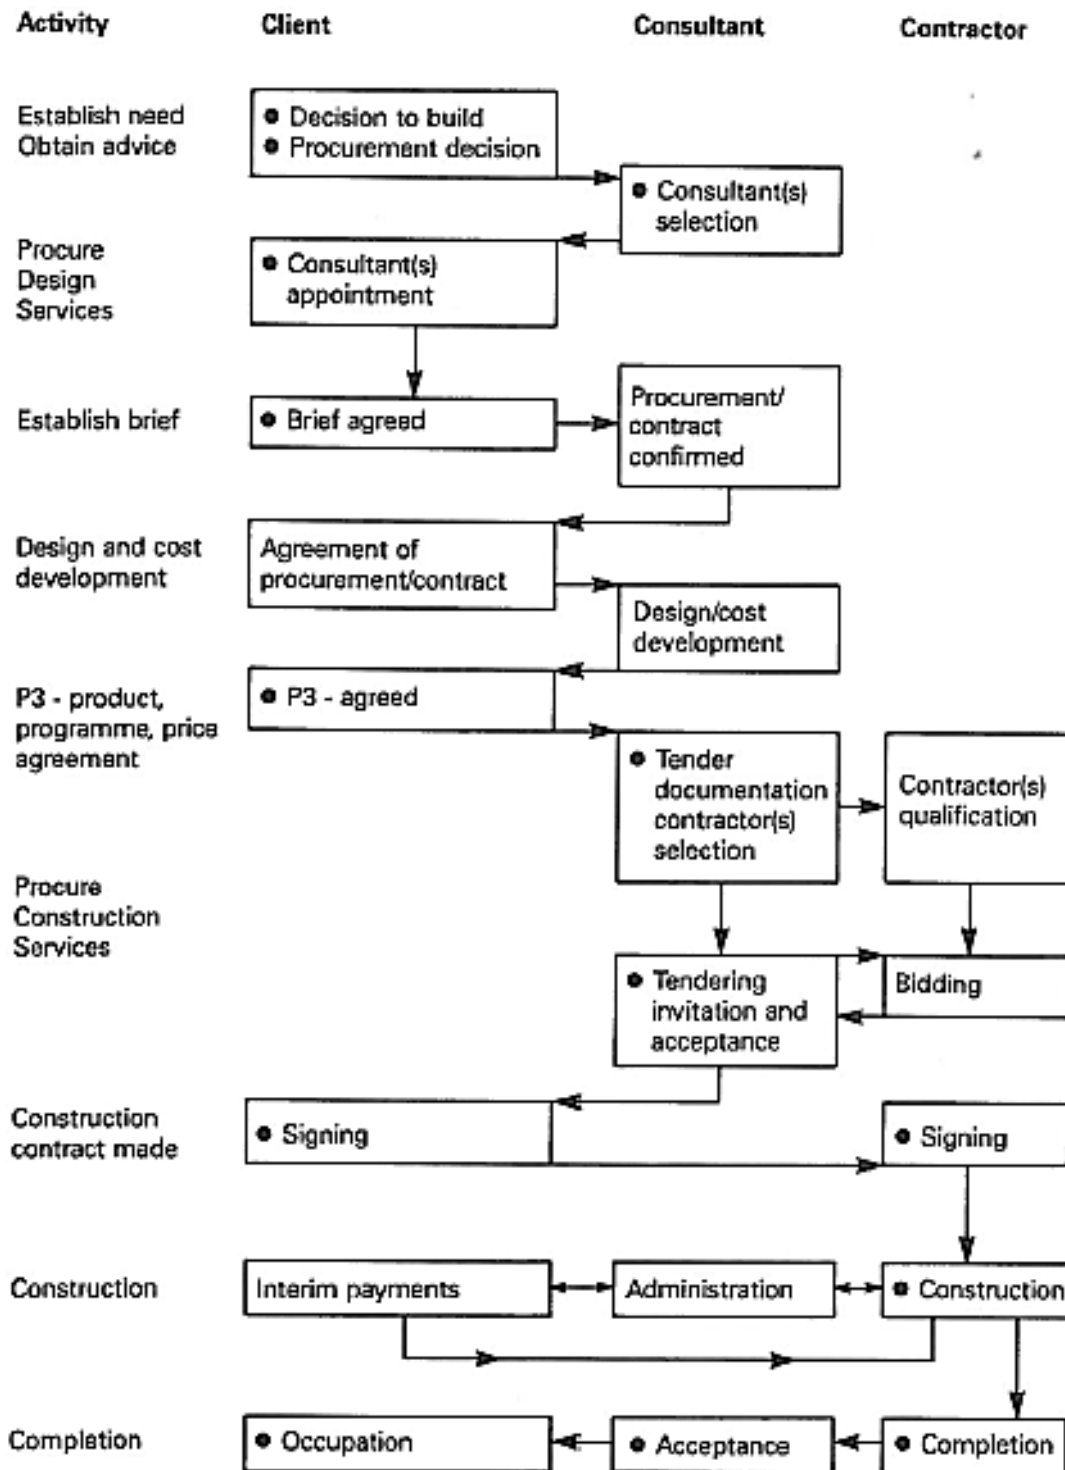 Activity
Client
Consultant
Contractor
Establish need
Obtain advice
● Decision to build
● Procurement decision
● Consultant(s)
selection
Procure
Design
Services
● Consultant(s)
appointment
Establish brief
● Brief agreed
Procurement/
contract
confirmed
Design and cost
development
Agreement of
procurement/contract
Design/cost
development
P3 - product,
programme, price
agreement
● P3 - agreed
● Tender
documentation
contractor(s)
selection
Contractor(s)
qualification
Procure
Construction
Services
● Tendering
invitation and
acceptance
Bidding
Construction
contract made
● Signing
● Signing
Construction
Interim payments
Administration
● Construction
Completion
● Occupation
● Acceptance
● Completion